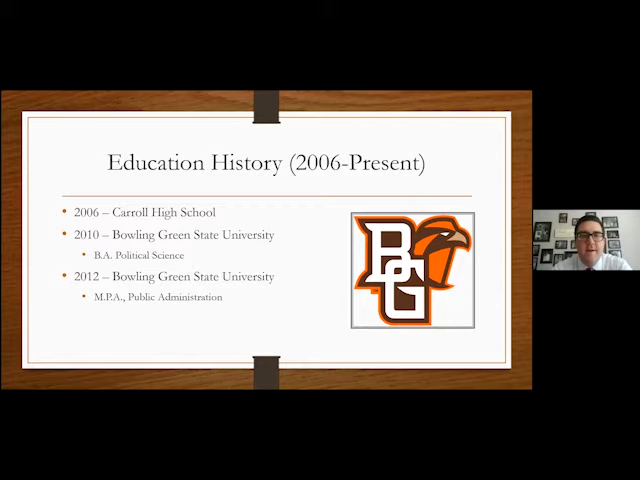 Education History (2006-Present)
2006 – Carroll High School
2010 – Bowling Green State University
B.A. Political Science
2012 – Bowling Green State University
M.P.A., Public Administration
BG